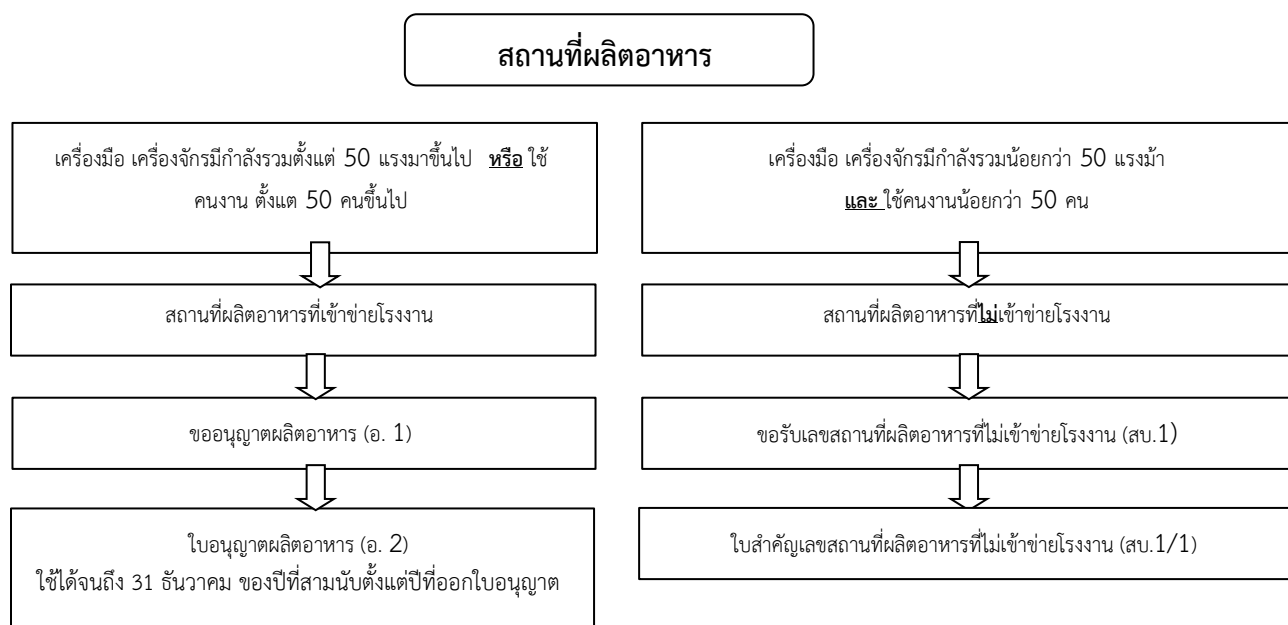 สถานที่ผลิตอาหาร
เครื่องมือ เครื่องจักรมีกำลังรวมตั้งแต่ 50 แรงมาขึ้นไป หรือ ใช้
คนงาน ตั้งแต 50 คนขึ้นไป
สถานที่ผลิตอาหารที่เข้าข่ายโรงงาน
ขออนุญาตผลิตอาหาร (อ. 1)
ใบอนุญาตผลิตอาหาร (อ. 2)
ใช้ได้จนถึง 31 ธันวาคม ของปีที่สามนับตั้งแต่ปีที่ออกใบอนุญาต
เครื่องมือ เครื่องจักรมีกำลังรวมน้อยกว่า 50 แรงม้า
และ ใช้คนงานน้อยกว่า 50 คน
สถานที่ผลิตอาหารที่ไม่เข้าข่ายโรงงาน
ขอรับเลขสถานที่ผลิตอาหารที่ไม่เข้าข่ายโรงงาน (สบ.1)
ใบสำคัญเลขสถานที่ผลิตอาหารที่ไม่เข้าข่ายโรงงาน (สบ.1/1)